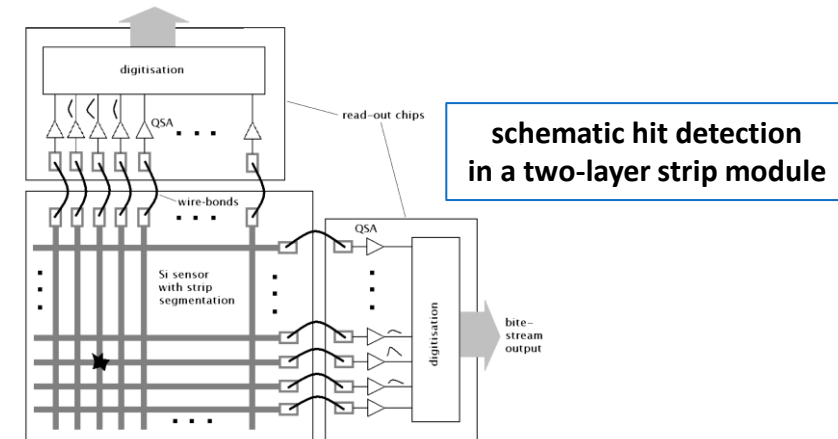 digitisation
QSA
read-out chips
schematic hit detection
in a two-layer strip module
wire-bonds
QSA
Si sensor
with strip
segmentation
digitisation
bite-
stream
output